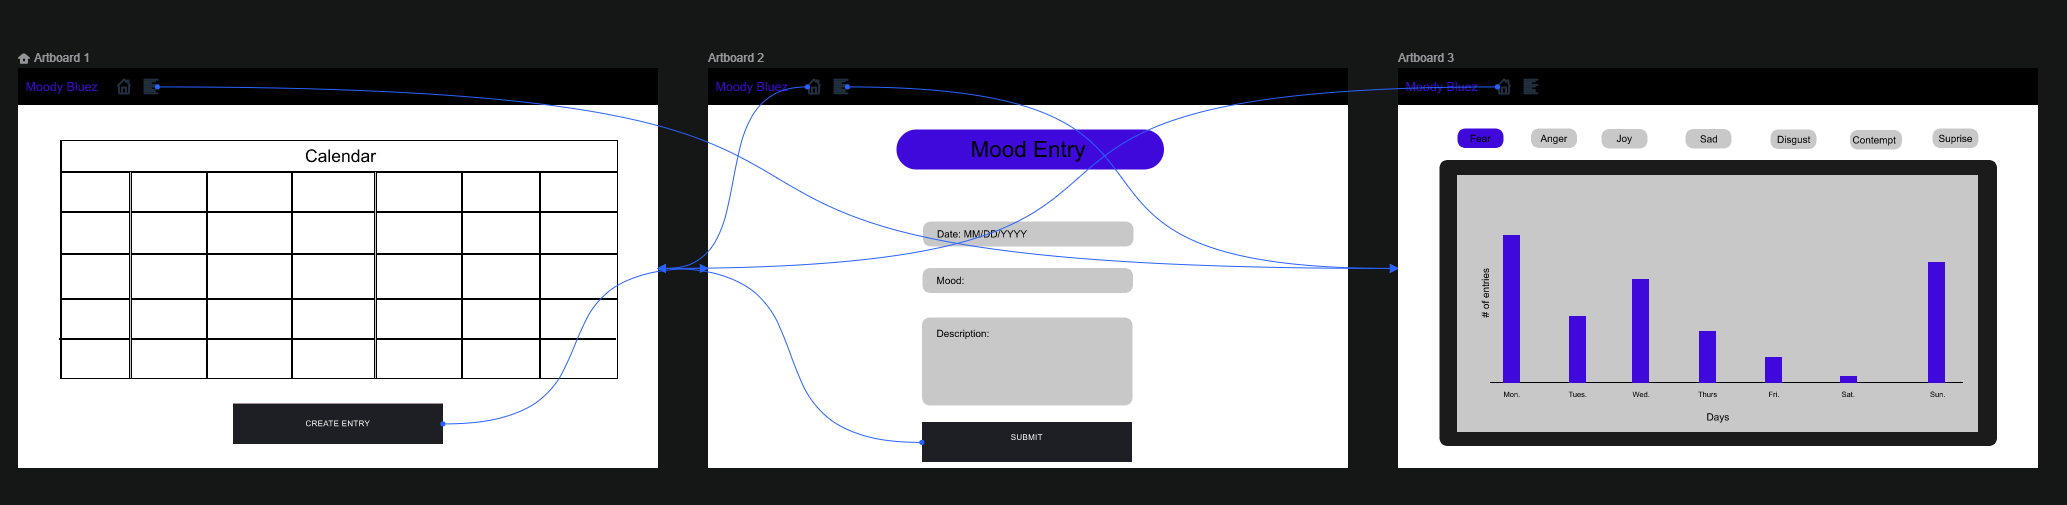 Artboard 1
Moody Bluez
Calendar
CREATE ENTRY
Artboard 2
Moody Bluez
Mood Entry
Date: MM/DD/YYYY
Mood:
Description:
SUBMIT
Artboard 3
Moody Bluez
Fear Anger Joy Sad Disgust Contempt Suprise
# of entries
Mon. Tues. Wed. Thurs Fri. Sat. Sun.
Days